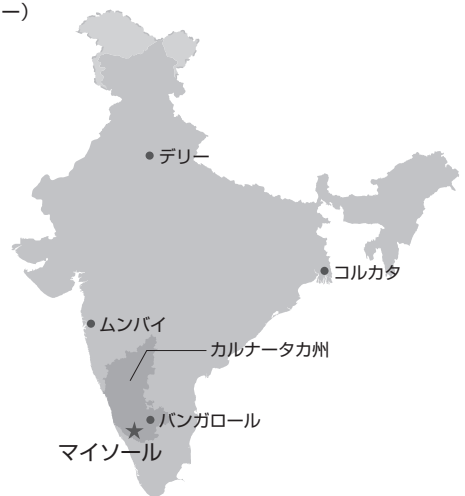 ー）
デリー
コルカタ
ムンバイ
カルナータカ州
バンガロール
マイソール